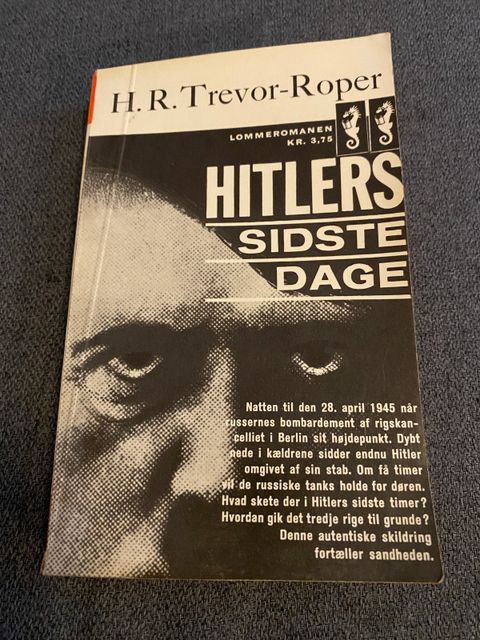 H.R. Trevor-Roper
LOMMEROMANEN
KR. 3,75
HITLERS
SIDSTE
DAGE
Natten til den 28. april 1945 når
russernes bombardement af rigskan-
celliet i Berlin sit højdepunkt. Dybt
nede i kældrene sidder endnu Hitler
omgivet af sin stab. Om få timer
vil de russiske tanks holde for døren.
Hvad skete der i Hitlers sidste timer?
Hvordan gik det tredje rige til grunde?
Denne autentiske skildring
fortæller sandheden.